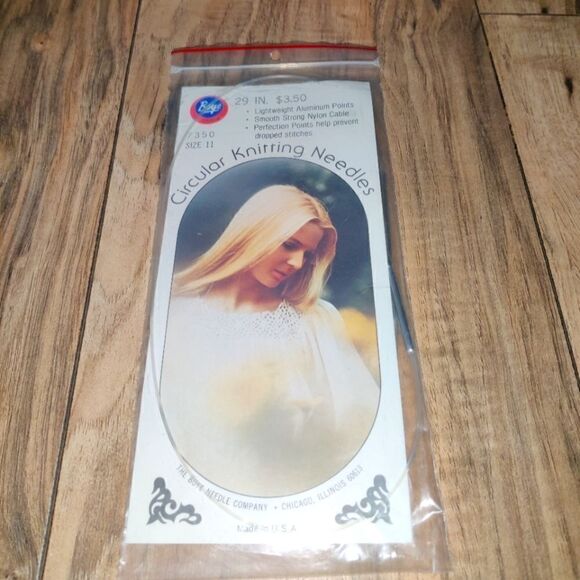 Boye
29 IN. $3.50
• Lightweight Aluminum Points
• Smooth Strong Nylon Cable
• Perfection Points help prevent
dropped stitches
350
SIZE 11
Circular Knitting Needles
THE BOYE NEEDLE COMPANY • CHICAGO, ILLINOIS 60613
Made in U.S.A